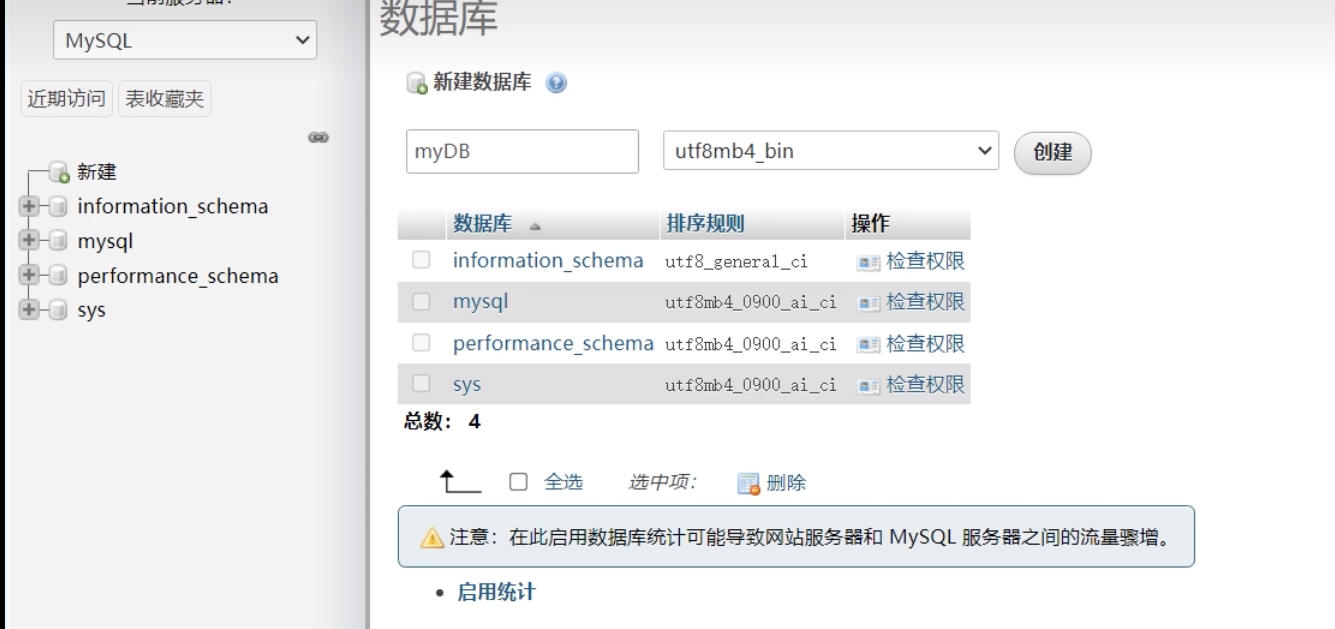 当前服务器：
MySQL
近期访问 表收藏夹
新建
information_schema
mysql
performance_schema
sys
数据库
新建数据库
myDB utf8mb4_bin 创建
数据库 排序规则 操作
information_schema utf8_general_ci 检查权限
mysql utf8mb4_0900_ai_ci 检查权限
performance_schema utf8mb4_0900_ai_ci 检查权限
sys utf8mb4_0900_ai_ci 检查权限
总数： 4
全选 选中项： 删除
注意：在此启用数据库统计可能导致网站服务器和 MySQL 服务器之间的流量骤增。
• 启用统计